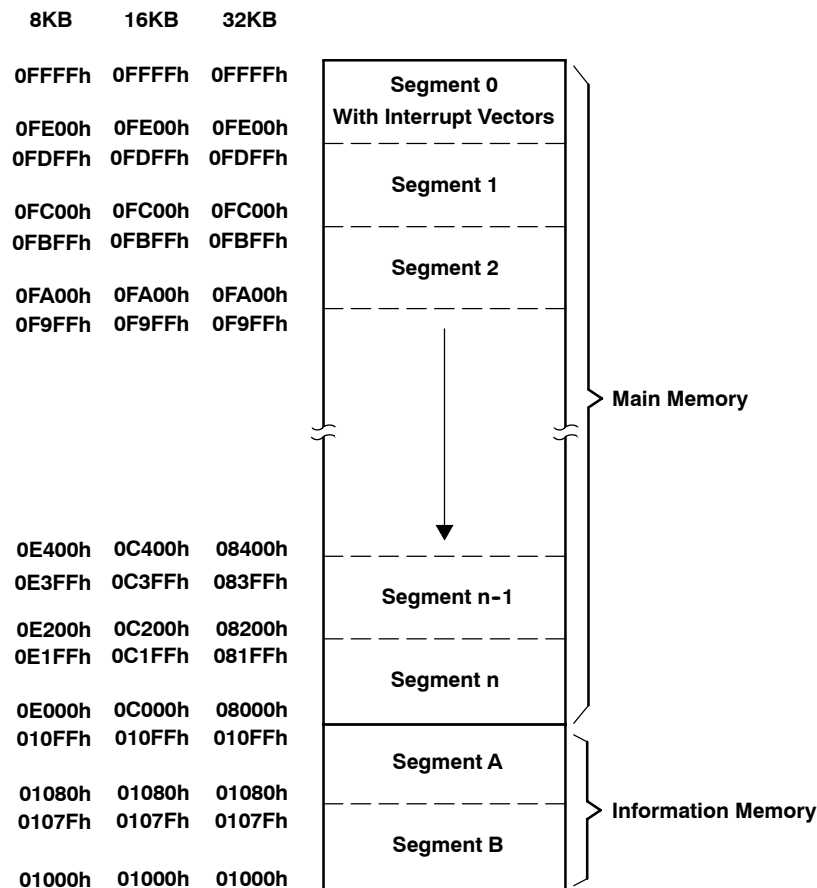 8KB 16KB 32KB
0FFFFh 0FFFFh 0FFFFh
Segment 0
With Interrupt Vectors
0FE00h 0FE00h 0FE00h
0FDFFh 0FDFFh 0FDFFh
Segment 1
0FC00h 0FC00h 0FC00h
0FBFFh 0FBFFh 0FBFFh
Segment 2
0FA00h 0FA00h 0FA00h
0F9FFh 0F9FFh 0F9FFh
Main Memory
0E400h 0C400h 08400h
0E3FFh 0C3FFh 083FFh
Segment n-1
0E200h 0C200h 08200h
0E1FFh 0C1FFh 081FFh
Segment n
0E000h 0C000h 08000h
010FFh 010FFh 010FFh
Segment A
01080h 01080h 01080h
0107Fh 0107Fh 0107Fh
Information Memory
Segment B
01000h 01000h 01000h